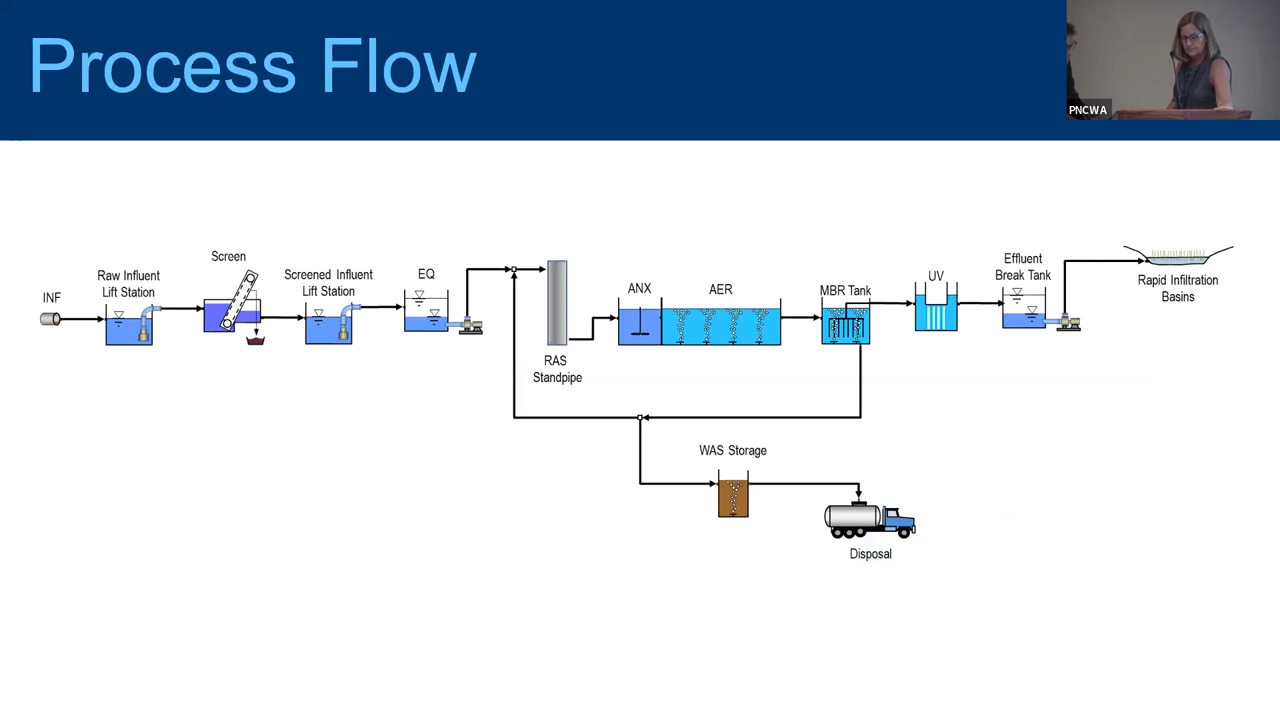 Process Flow
PNCWA
INF
Raw Influent
Lift Station
Screen
Screened Influent
Lift Station
EQ
RAS
Standpipe
ANX
AER
MBR Tank
UV
Effluent
Break Tank
Rapid Infiltration
Basins
WAS Storage
Disposal